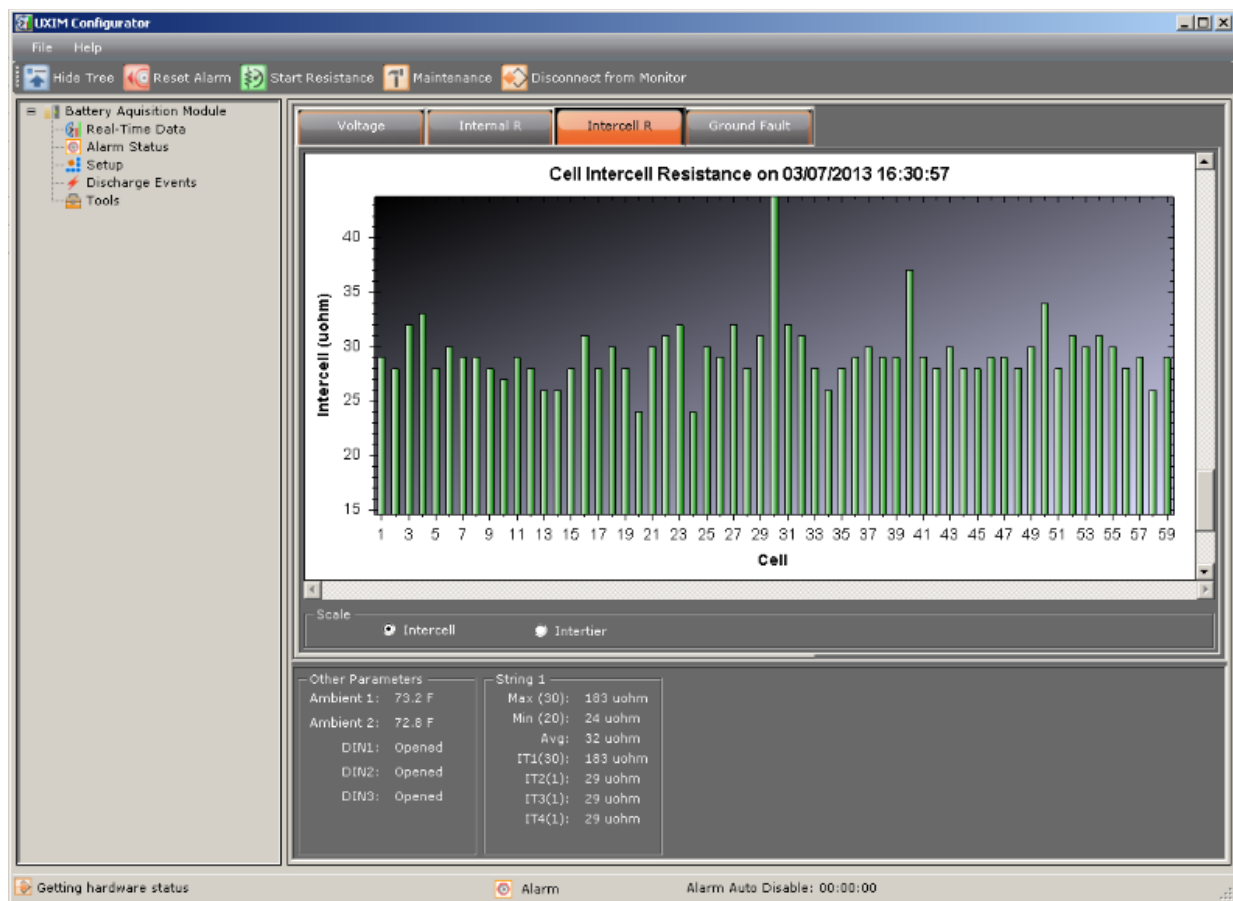 UXIM Configurator
File Help
Hide Tree Reset Alarm Start Resistance Maintenance Disconnect from Monitor
Battery Aquisition Module
Real-Time Data
Alarm Status
Setup
Discharge Events
Tools
Voltage Internal R Intercell R Ground Fault
Cell Intercell Resistance on 03/07/2013 16:30:57
Intercell (uohm)
40
35
30
25
20
15
1 3 5 7 9 11 13 15 17 19 21 23 25 27 29 31 33 35 37 39 41 43 45 47 49 51 53 55 57 59
Cell
Scale
Intercell Intertier
Other Parameters
Ambient 1: 73.2 F
Ambient 2: 72.8 F
DIN1: Opened
DIN2: Opened
DIN3: Opened
String 1
Max (30): 183 uohm
Min (20): 24 uohm
Avg: 32 uohm
IT1(30): 183 uohm
IT2(1): 29 uohm
IT3(1): 29 uohm
IT4(1): 29 uohm
Getting hardware status Alarm Alarm Auto Disable: 00:00:00